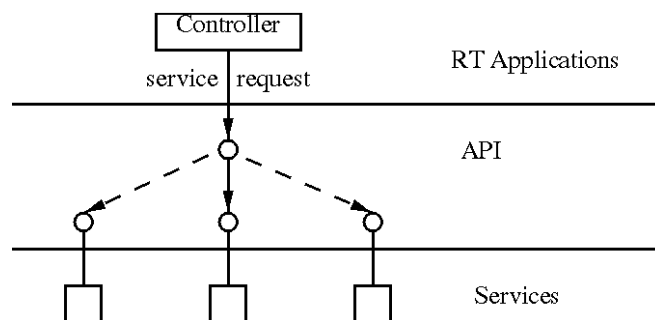 Controller
RT Applications
service request
API
Services